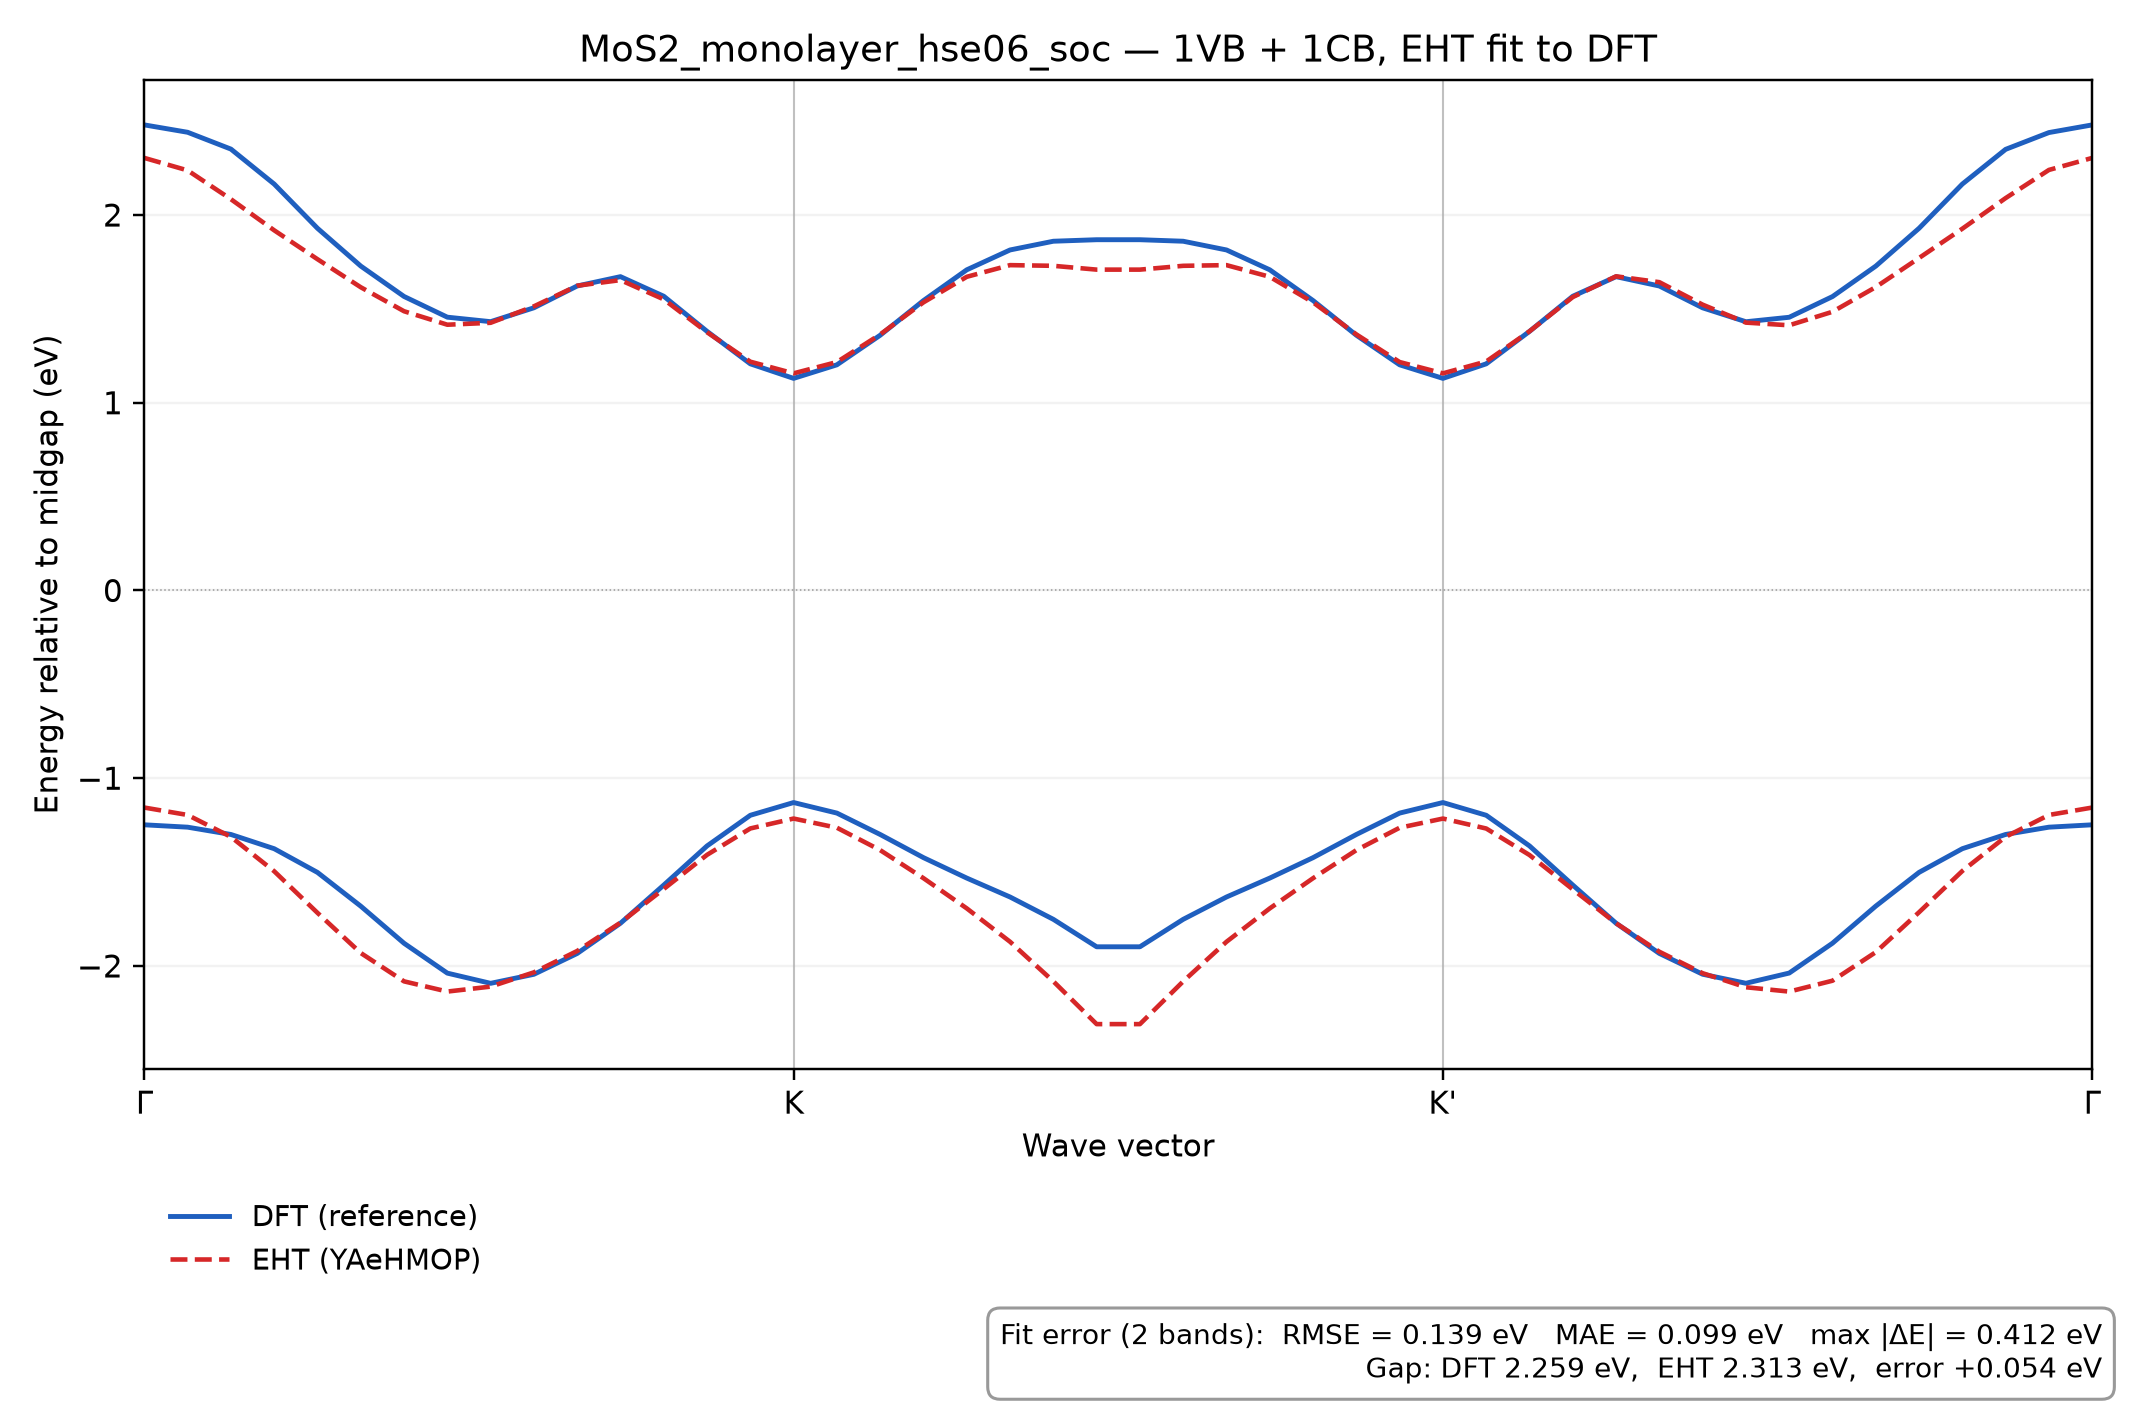 MoS2_monolayer_hse06_soc — 1VB + 1CB, EHT fit to DFT
Energy relative to midgap (eV)
2
1
0
−1
−2
Γ K K' Γ
Wave vector
DFT (reference)
EHT (YAeHMOP)
Fit error (2 bands): RMSE = 0.139 eV MAE = 0.099 eV max |ΔE| = 0.412 eV
Gap: DFT 2.259 eV, EHT 2.313 eV, error +0.054 eV